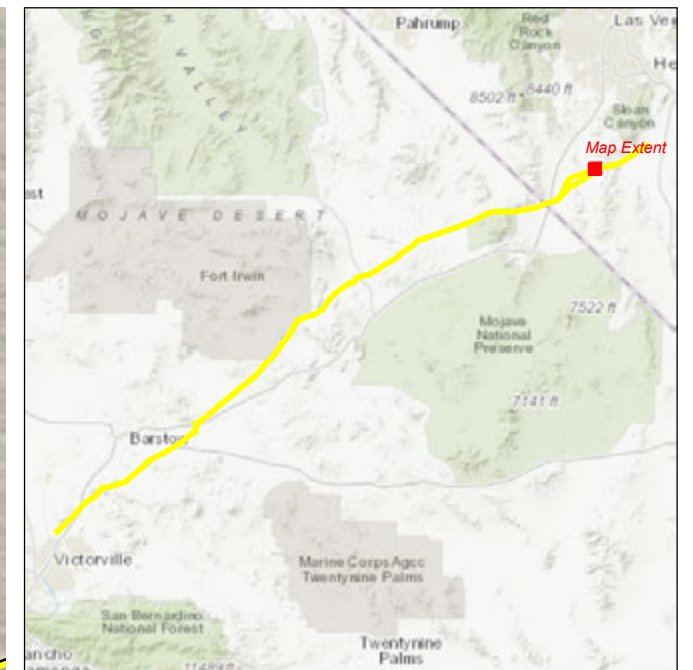 Pahrump
Red
Rock
Canyon
Las Ve
He
8502 ft
8440 ft
Sloan
Canyon
Map Extent
H VALLEY
MOJAVE DESERT
Fort Irwin
7522 ft
Mojave
National
Preserve
7141 ft
Barstow
Victorville
Marine Corps Agcc
Twentynine Palms
San Bernardino
National Forest
Twentynine
Palms
ancho